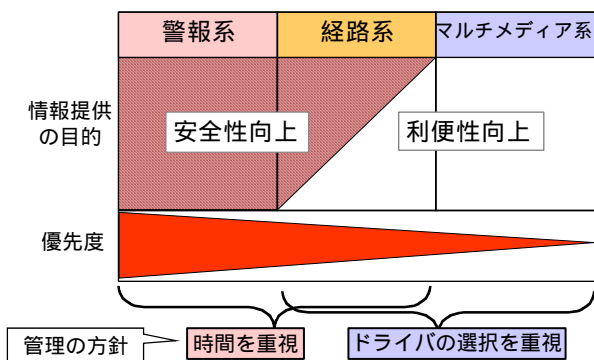 警報系
経路系
マルチメディア系
情報提供
の目的
安全性向上
利便性向上
優先度
管理の方針
時間を重視
ドライバの選択を重視